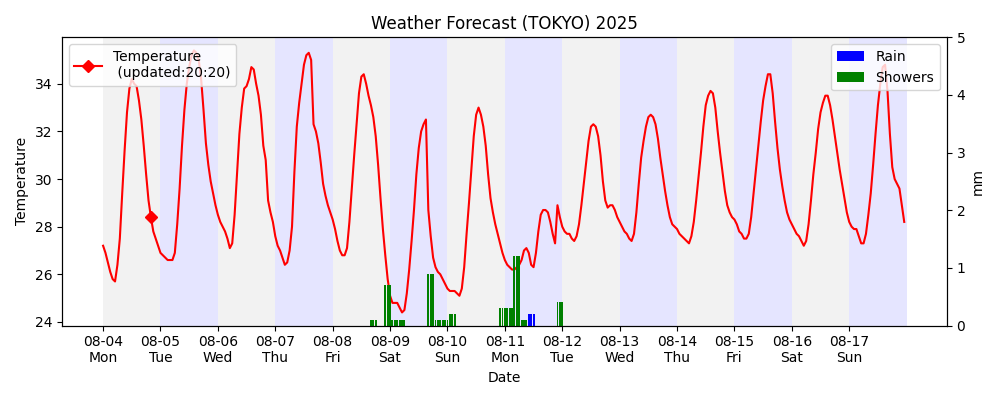 Weather Forecast (TOKYO) 2025
Temperature
(updated:20:20)
Rain
Showers
Temperature
34
32
30
28
26
24
5
4
3
2
1
0
mm
08-04 08-05 08-06 08-07 08-08 08-09 08-10 08-11 08-12 08-13 08-14 08-15 08-16 08-17
Mon Tue Wed Thu Fri Sat Sun Mon Tue Wed Thu Fri Sat Sun
Date